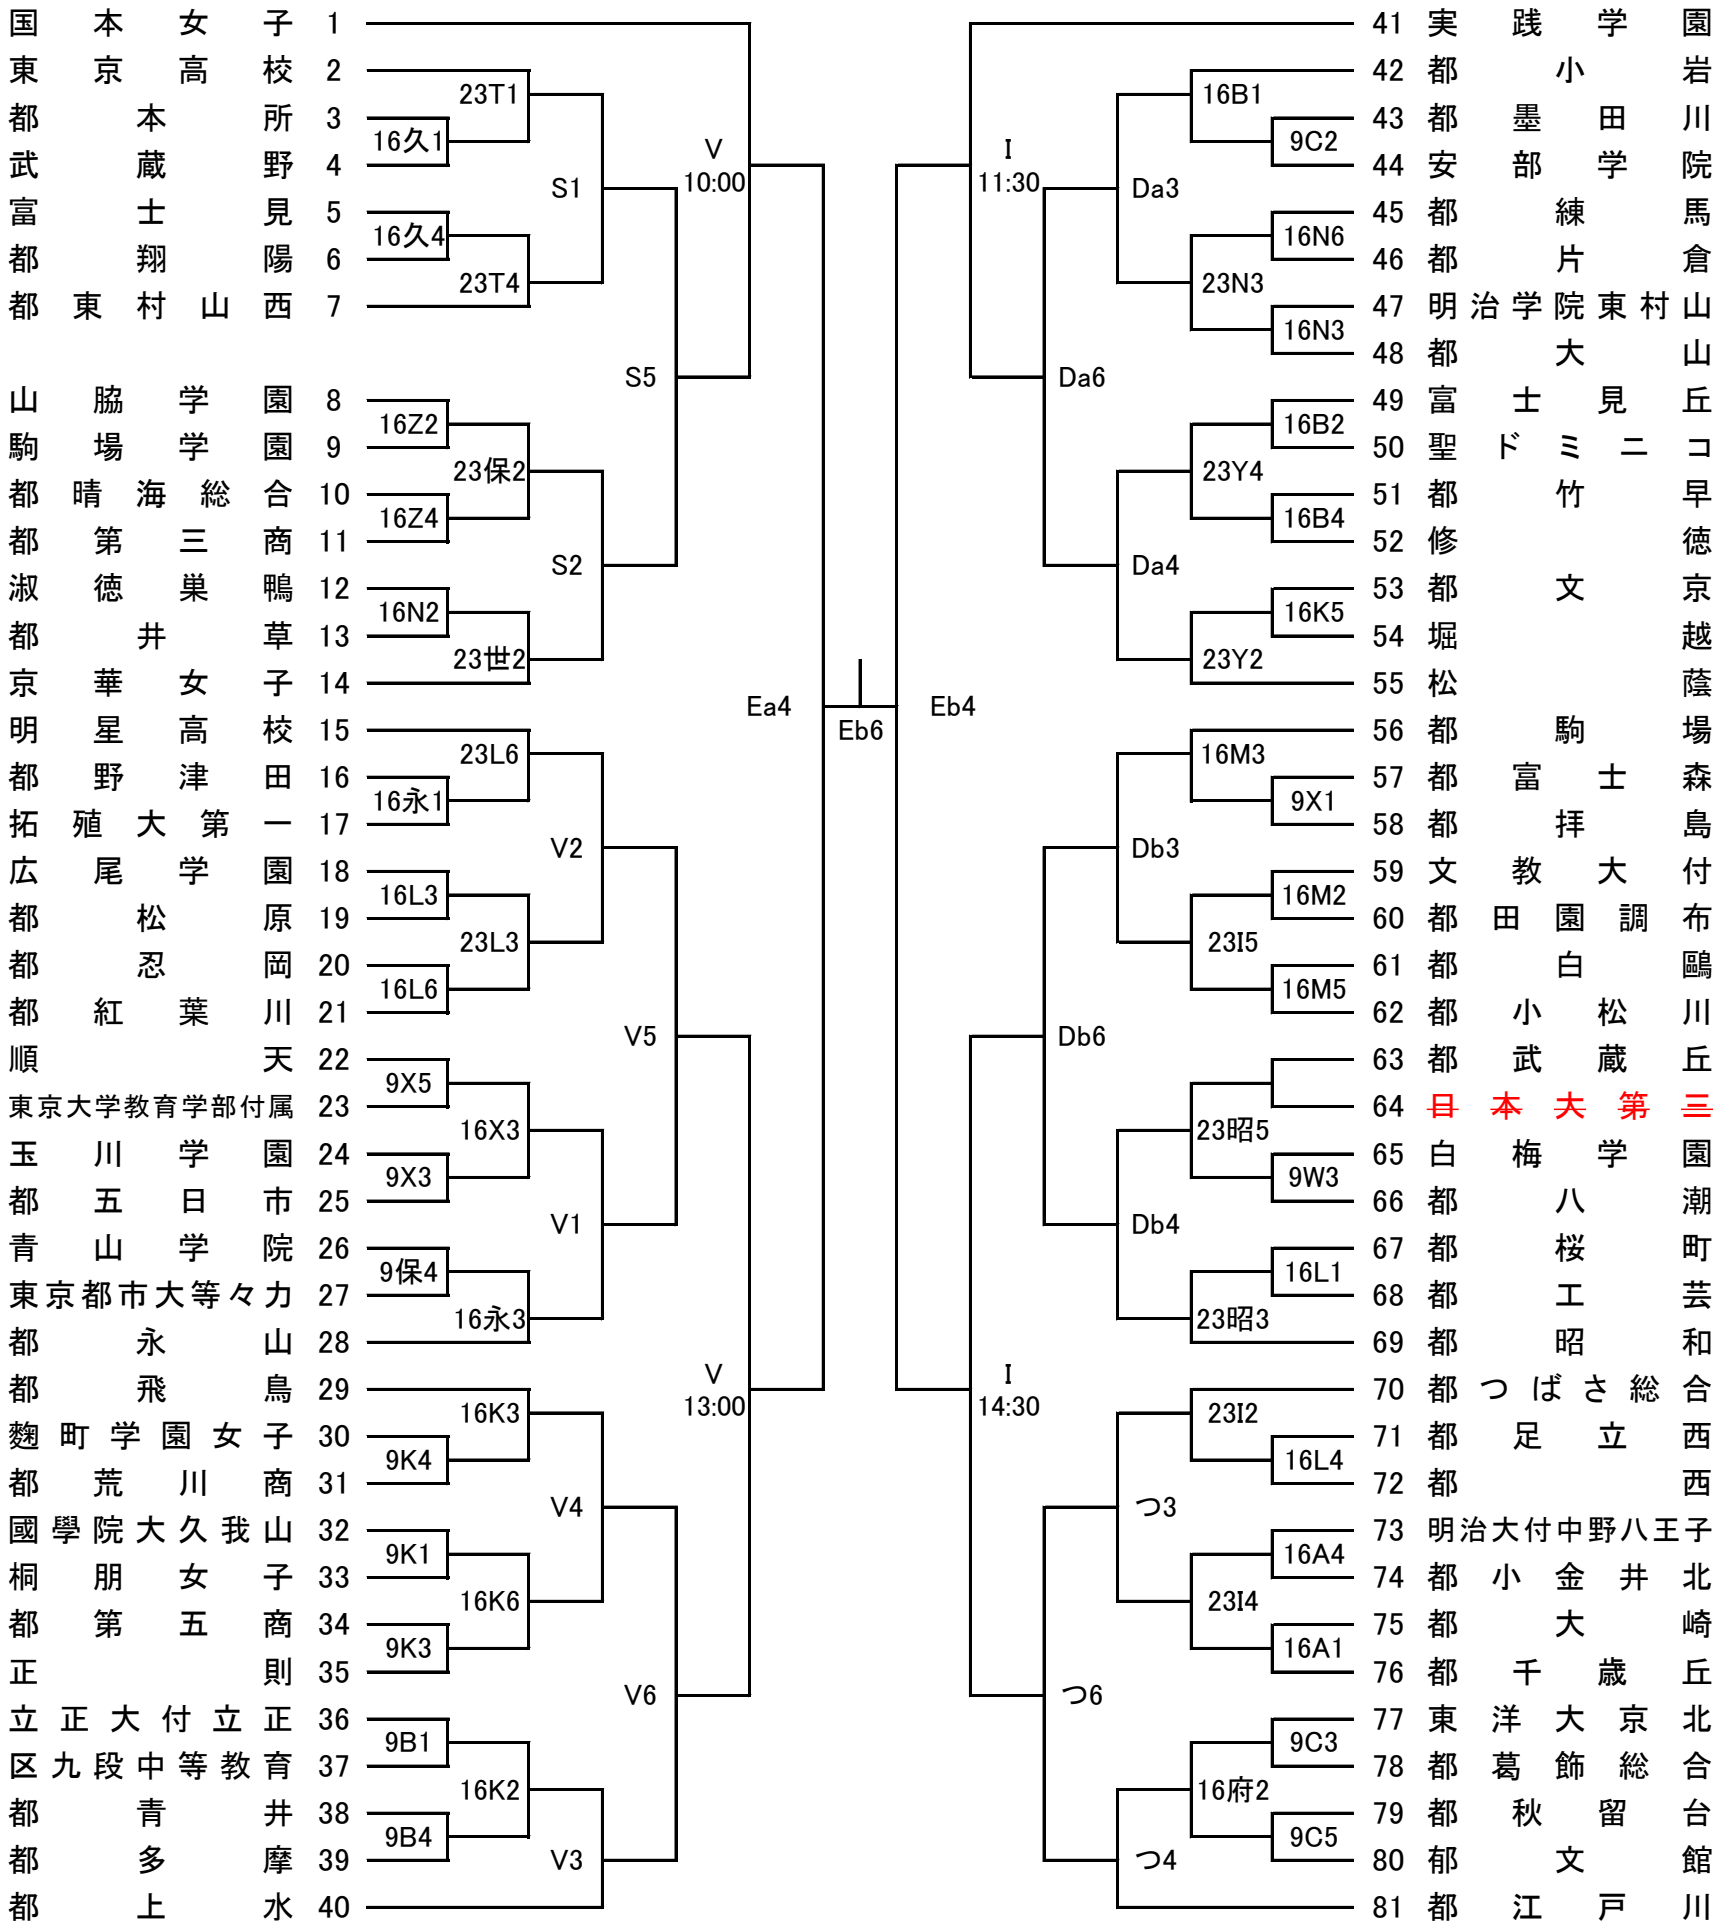 国本女子 1
東京高校 2
都本所 3
武蔵野 4
富士見 5
都翔陽 6
都東村山西 7
山脇学園 8
駒場学園 9
都晴海総合 10
都第三商 11
淑徳巣鴨 12
都井草 13
京華女子 14
明星高校 15
都野津田 16
拓殖大第一 17
広尾学園 18
都松原 19
都忍岡 20
都紅葉川 21
順天 22
東京大学教育学部付属 23
玉川学園 24
都五日市 25
青山学院 26
東京都市大等々力 27
都永山 28
都飛鳥 29
麴町学園女子 30
都荒川商 31
國學院大久我山 32
桐朋女子 33
都第五商 34
正則 35
立正大付立正 36
区九段中等教育 37
都青井 38
都多摩 39
都上水 40
16久1
16久4
16Z2
16Z4
16N2
16永1
16L3
16L6
9X5
9X3
9保4
9K4
9K1
9K3
9B1
9B4
23T1
23T4
23保2
23世2
23L6
23L3
16X3
16永3
16K3
16K6
16K2
S1
S2
V2
V1
V4
V3
S5
V5
V6
V
10:00
V
13:00
Ea4
Eb6
Eb4
I
11:30
I
14:30
Da6
Db6
つ6
Da3
Da4
Db3
Db4
つ3
つ4
16B1
23N3
23Y4
23Y2
16M3
23I5
23昭5
23昭3
23I2
23I4
16府2
9C2
16N6
16N3
16B2
16B4
16K5
9X1
16M2
16M5
9W3
16L1
16L4
16A4
16A1
9C3
9C5
41 実践学園
42 都小岩
43 都墨田川
44 安部学院
45 都練馬
46 都片倉
47 明治学院東村山
48 都大山
49 富士見丘
50 聖ドミニコ
51 都竹早
52 修徳
53 都文京
54 堀越
55 松蔭
56 都駒場
57 都富士森
58 都拝島
59 文教大付
60 都田園調布
61 都白鷗
62 都小松川
63 都武蔵丘
64 日本大第三
65 白梅学園
66 都八潮
67 都桜町
68 都工芸
69 都昭和
70 都つばさ総合
71 都足立西
72 都西
73 明治大付中野八王子
74 都小金井北
75 都大崎
76 都千歳丘
77 東洋大京北
78 都葛飾総合
79 都秋留台
80 郁文館
81 都江戸川